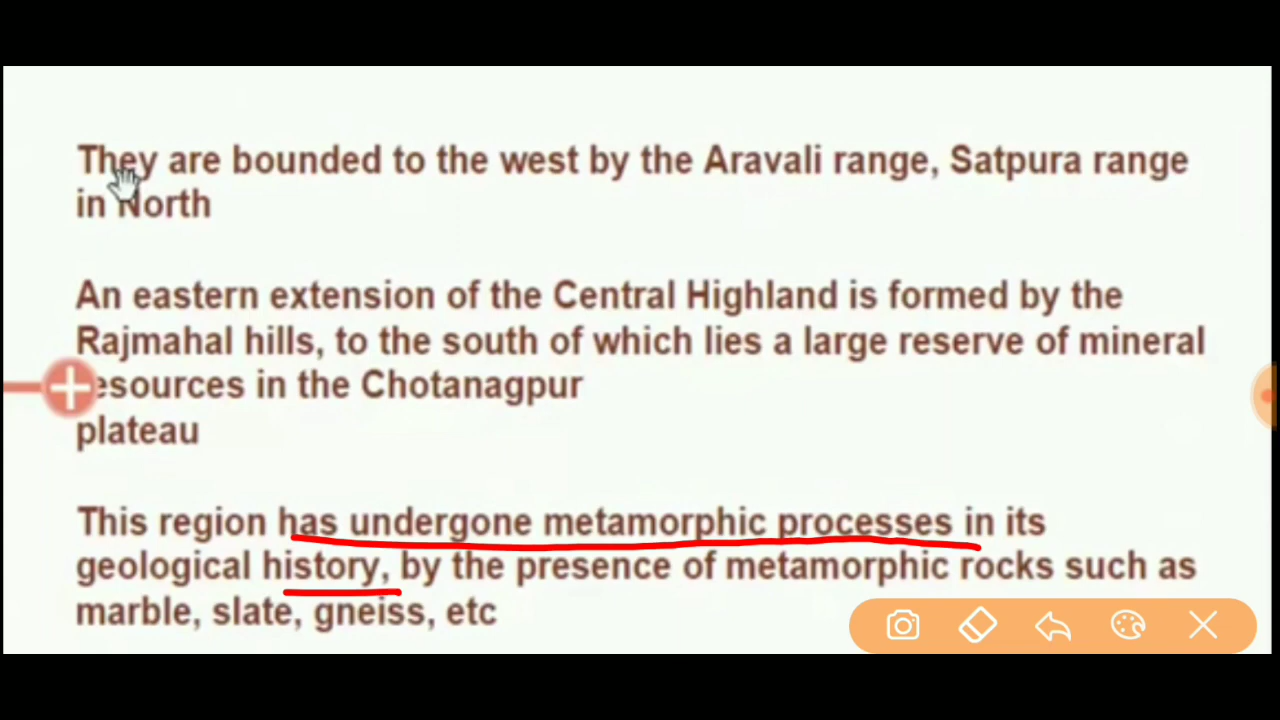 They are bounded to the west by the Aravali range, Satpura range
in North
An eastern extension of the Central Highland is formed by the
Rajmahal hills, to the south of which lies a large reserve of mineral
resources in the Chotanagpur
plateau
This region has undergone metamorphic processes in its
geological history, by the presence of metamorphic rocks such as
marble, slate, gneiss, etc